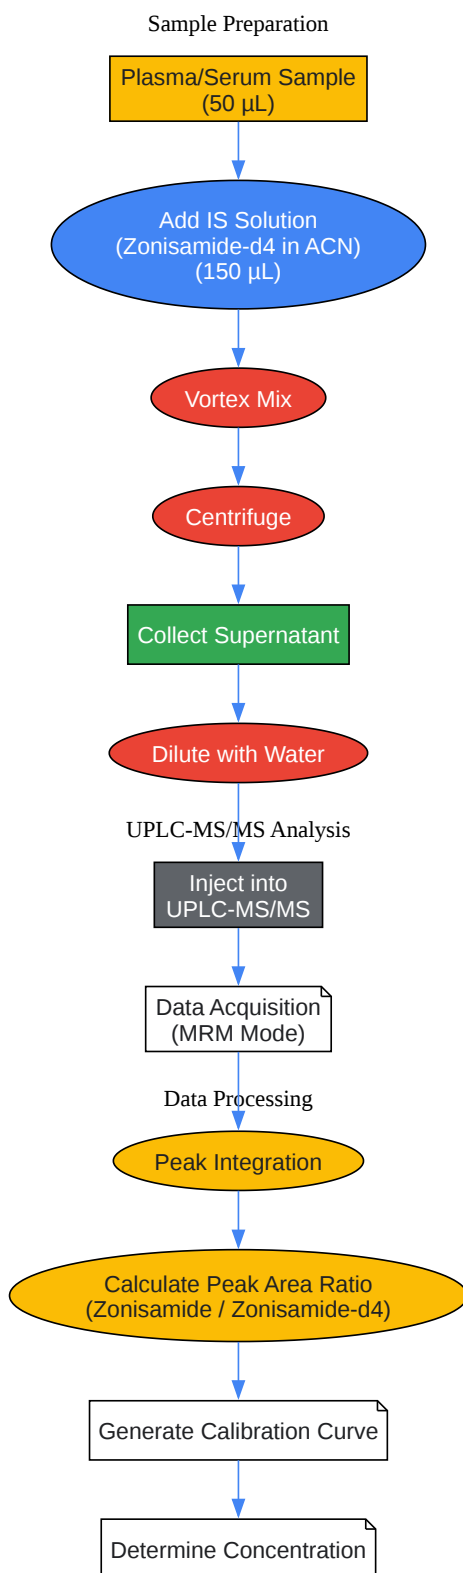 Sample Preparation
Plasma/Serum Sample
(50 µL)
Add IS Solution
(Zonisamide-d4 in ACN)
(150 µL)
Vortex Mix
Centrifuge
Collect Supernatant
Dilute with Water
UPLC-MS/MS Analysis
Inject into
UPLC-MS/MS
Data Acquisition
(MRM Mode)
Data Processing
Peak Integration
Calculate Peak Area Ratio
(Zonisamide / Zonisamide-d4)
Generate Calibration Curve
Determine Concentration